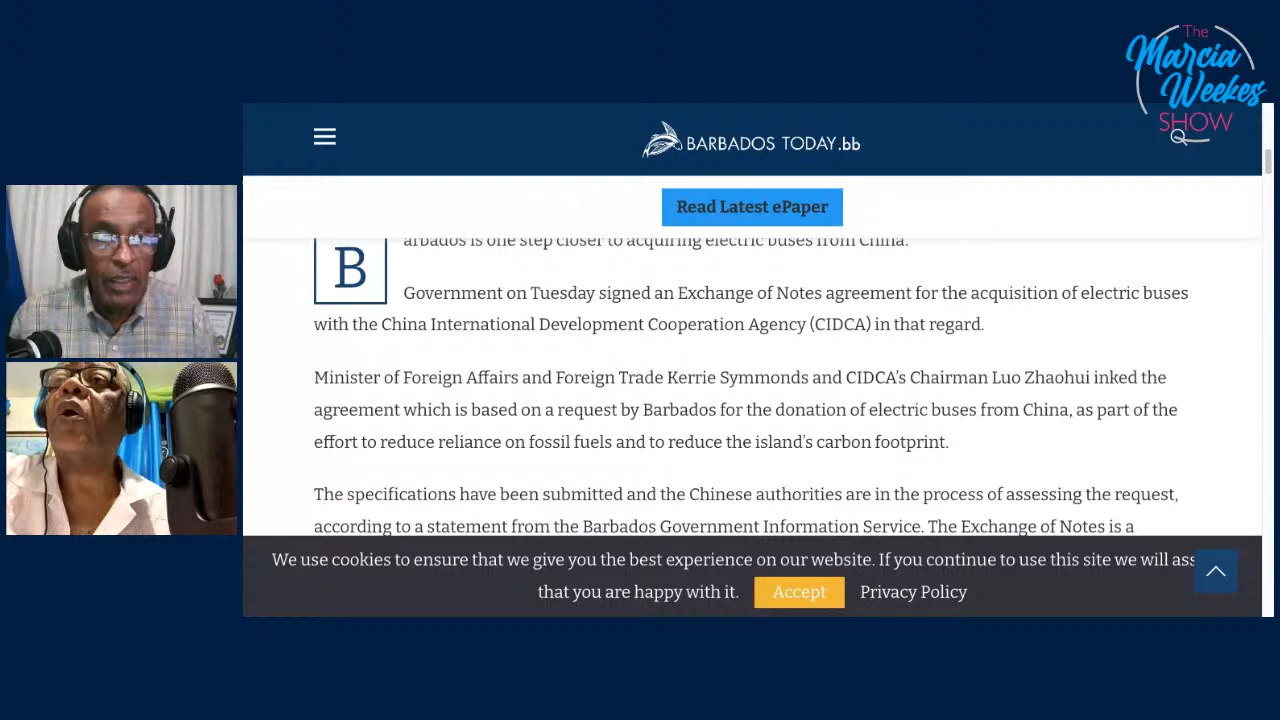 The
Marcia
Weekes
SHOW
BARBADOS TODAY.bb
Read Latest ePaper
B
arbados is one step closer to acquiring electric buses from China.
Government on Tuesday signed an Exchange of Notes agreement for the acquisition of electric buses
with the China International Development Cooperation Agency (CIDCA) in that regard.
Minister of Foreign Affairs and Foreign Trade Kerrie Symmonds and CIDCA’s Chairman Luo Zhaohui inked the
agreement which is based on a request by Barbados for the donation of electric buses from China, as part of the
effort to reduce reliance on fossil fuels and to reduce the island’s carbon footprint.
The specifications have been submitted and the Chinese authorities are in the process of assessing the request,
according to a statement from the Barbados Government Information Service. The Exchange of Notes is a
We use cookies to ensure that we give you the best experience on our website. If you continue to use this site we will ass
that you are happy with it. Accept Privacy Policy